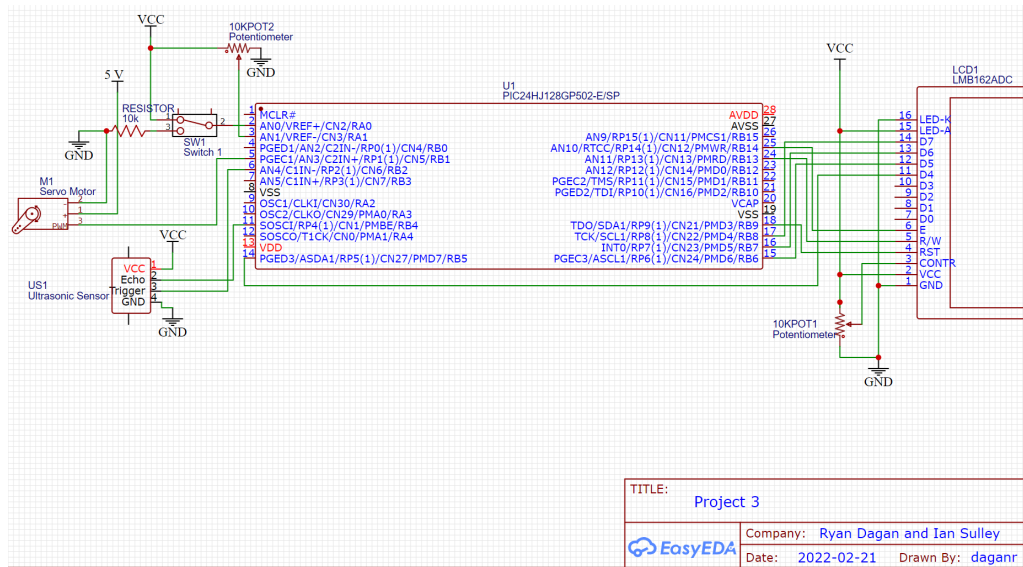 VCC
10KPOT2
Potentiometer
GND
5 V
RESISTOR
10k
1
3
2
SW1
Switch 1
GND
M1
Servo Motor
-
+
PWM
2
1
3
VCC
US1
Ultrasonic Sensor
VCC
Echo
Trigger
GND
1
2
3
4
GND
U1
PIC24HJ128GP502-E/SP
1 MCLR#
2 AN0/VREF+/CN2/RA0
3 AN1/VREF-/CN3/RA1
4 PGED1/AN2/C2IN-/RP0(1)/CN4/RB0
5 PGEC1/AN3/C2IN+/RP1(1)/CN5/RB1
6 AN4/C1IN-/RP2(1)/CN6/RB2
7 AN5/C1IN+/RP3(1)/CN7/RB3
8 VSS
9 OSC1/CLKI/CN30/RA2
10 OSC2/CLKO/CN29/PMA0/RA3
11 SOSCI/RP4(1)/CN1/PMBE/RB4
12 SOSCO/T1CK/CN0/PMA1/RA4
13 VDD
14 PGED3/ASDA1/RP5(1)/CN27/PMD7/RB5
AVDD 28
AVSS 27
AN9/RP15(1)/CN11/PMCS1/RB15 26
AN10/RTCC/RP14(1)/CN12/PMWR/RB14 25
AN11/RP13(1)/CN13/PMRD/RB13 24
AN12/RP12(1)/CN14/PMD0/RB12 23
PGEC2/TMS/RP11(1)/CN15/PMD1/RB11 22
PGED2/TDI/RP10(1)/CN16/PMD2/RB10 21
VCAP 20
VSS 19
TDO/SDA1/RP9(1)/CN21/PMD3/RB9 18
TCK/SCL1/RP8(1)/CN22/PMD4/RB8 17
INT0/RP7(1)/CN23/PMD5/RB7 16
PGEC3/ASCL1/RP6(1)/CN24/PMD6/RB6 15
VCC
LCD1
LMB162ADC
16 LED-K
15 LED-A
14 D7
13 D6
12 D5
11 D4
10 D3
9 D2
8 D1
7 D0
6 E
5 R/W
4 RST
3 CONTR
2 VCC
1 GND
10KPOT1
Potentiometer
GND
TITLE:
Project 3
EasyEDA
Company: Ryan Dagan and Ian Sulley
Date: 2022-02-21 Drawn By: daganr